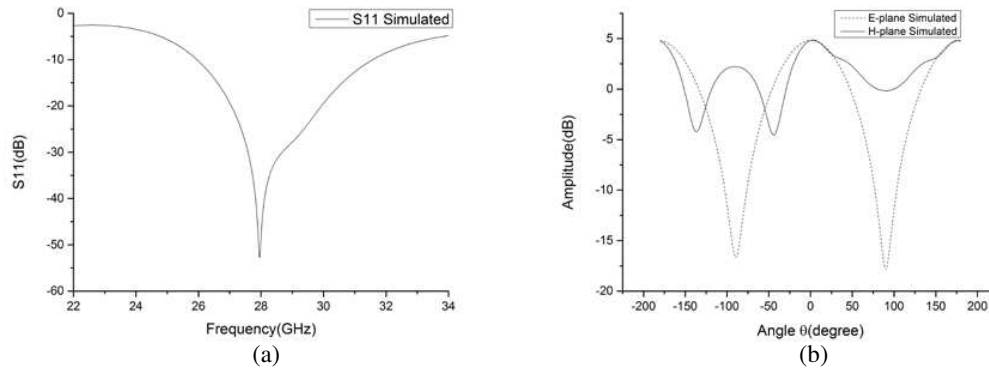 S11 Simulated
0
-10
-20
-30
-40
-50
-60
S11(dB)
22 24 26 28 30 32 34
Frequency(GHz)
(a)
E-plane Simulated
H-plane Simulated
5
0
-5
-10
-15
-20
Amplitude(dB)
-200 -150 -100 -50 0 50 100 150 200
Angle θ(degree)
(b)